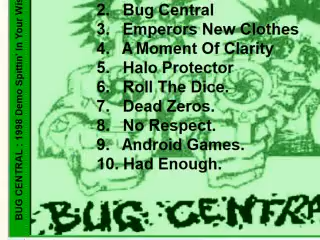 BUG CENTRAL : 1998 Demo Spittin' In Your
2. Bug Central
3. Emperors New Clothes
4. A Moment Of Clarity
5. Halo Protector
6. Roll The Dice.
7. Dead Zeros.
8. No Respect.
9. Android Games.
10. Had Enough.
BUG CENTRA